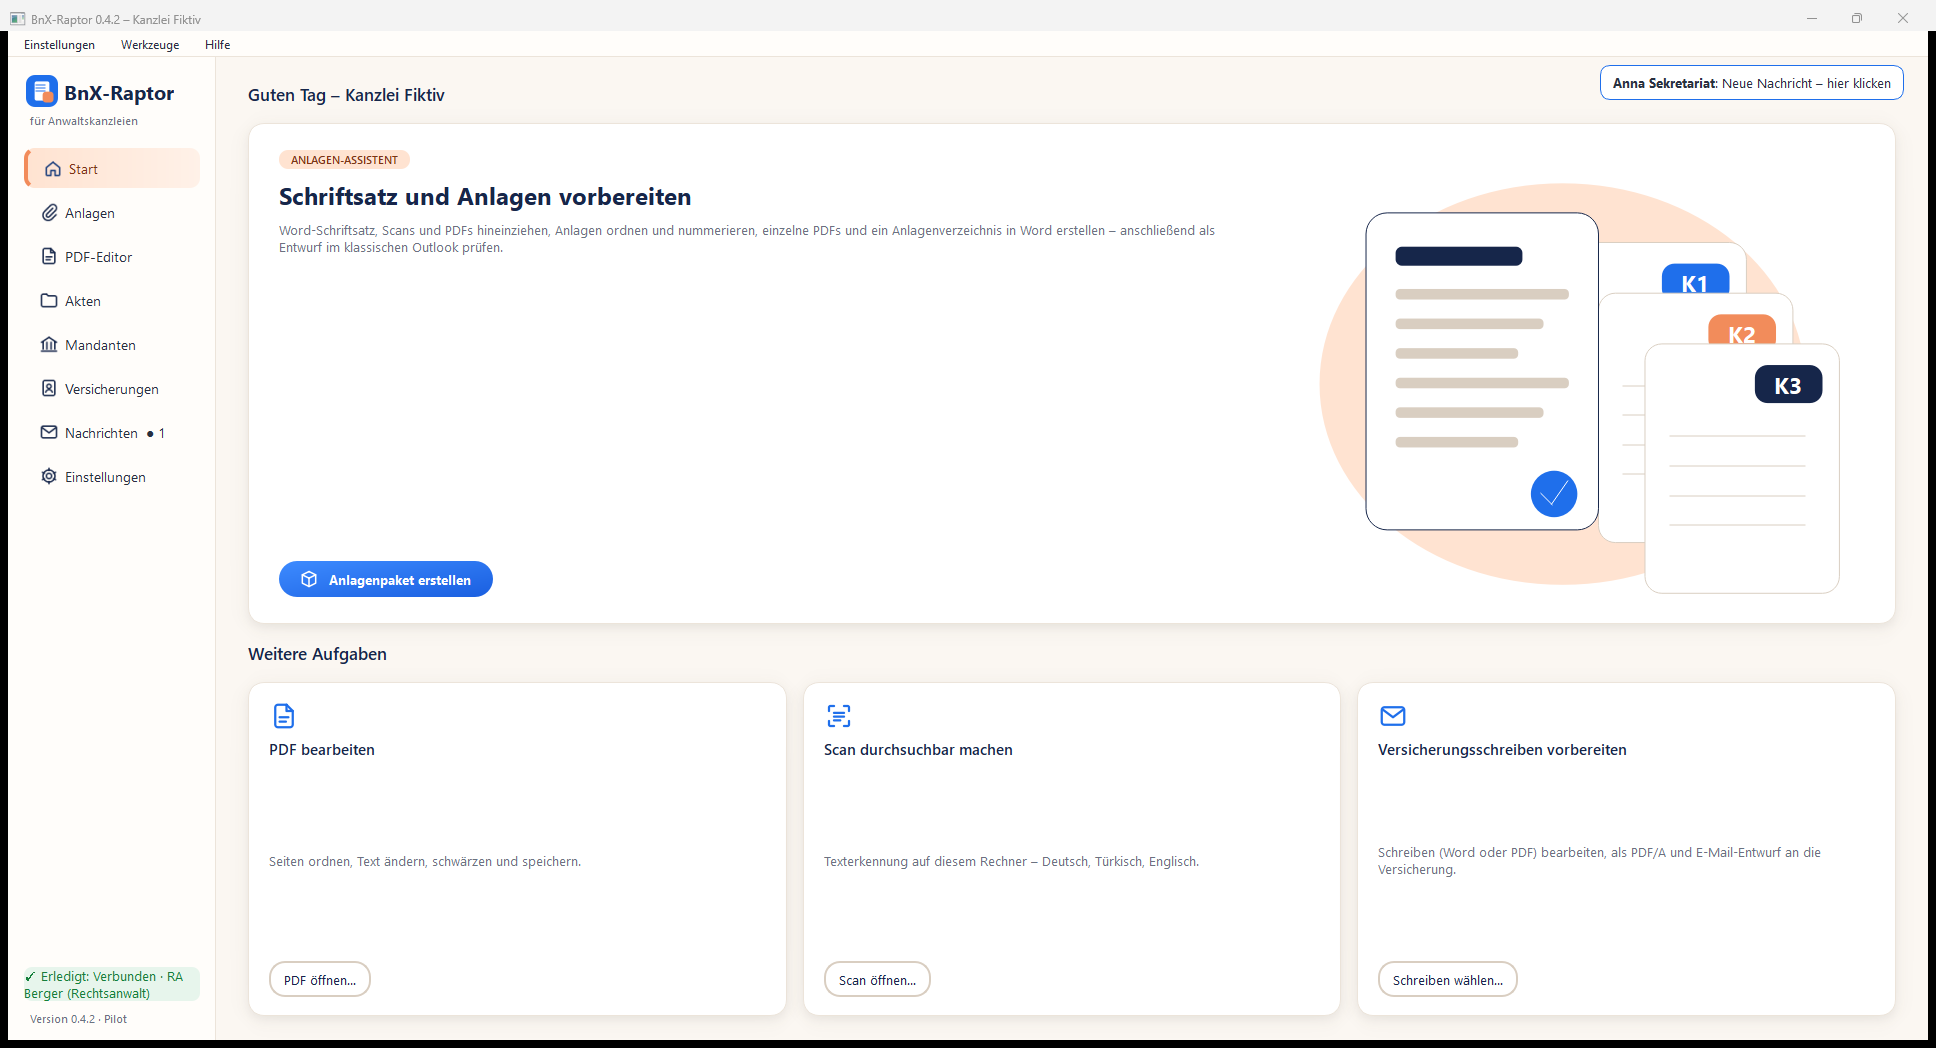 BnX-Raptor 0.4.2 – Kanzlei Fiktiv
Einstellungen Werkzeuge Hilfe
BnX-Raptor
für Anwaltskanzleien
Start
Anlagen
PDF-Editor
Akten
Mandanten
Versicherungen
Nachrichten ● 1
Einstellungen
✓ Erledigt: Verbunden · RA
Berger (Rechtsanwalt)
Version 0.4.2 · Pilot
Guten Tag – Kanzlei Fiktiv
Anna Sekretariat: Neue Nachricht – hier klicken
ANLAGEN-ASSISTENT
Schriftsatz und Anlagen vorbereiten
Word-Schriftsatz, Scans und PDFs hineinziehen, Anlagen ordnen und nummerieren, einzelne PDFs und ein Anlagenverzeichnis in Word erstellen – anschließend als
Entwurf im klassischen Outlook prüfen.
K1
K2
K3
Anlagenpaket erstellen
Weitere Aufgaben
PDF bearbeiten
Seiten ordnen, Text ändern, schwärzen und speichern.
PDF öffnen...
Scan durchsuchbar machen
Texterkennung auf diesem Rechner – Deutsch, Türkisch, Englisch.
Scan öffnen...
Versicherungsschreiben vorbereiten
Schreiben (Word oder PDF) bearbeiten, als PDF/A und E-Mail-Entwurf an die
Versicherung.
Schreiben wählen...